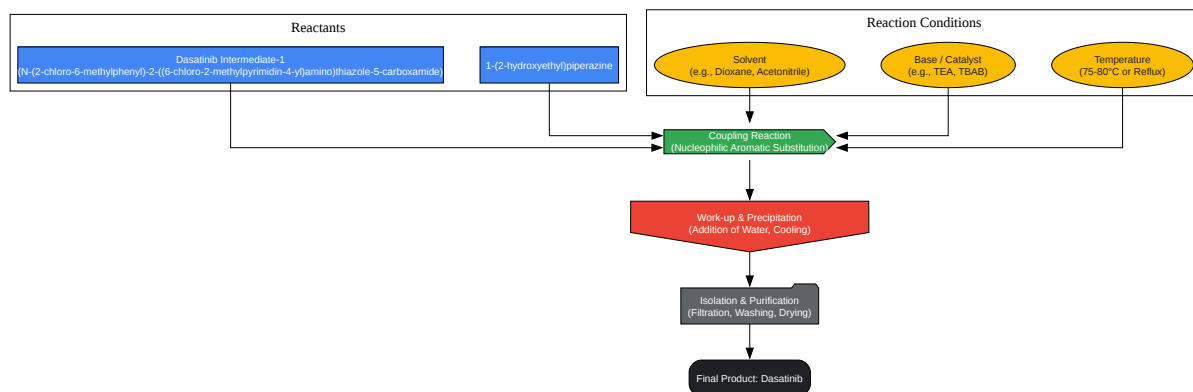 Reactants
Dasatinib Intermediate-1
(N-(2-chloro-6-methylphenyl)-2-((6-chloro-2-methylpyrimidin-4-yl)amino)thiazole-5-carboxamide)
1-(2-hydroxyethyl)piperazine
Reaction Conditions
Solvent
(e.g., Dioxane, Acetonitrile)
Base / Catalyst
(e.g., TEA, TBAB)
Temperature
(75-80°C or Reflux)
Coupling Reaction
(Nucleophilic Aromatic Substitution)
Work-up & Precipitation
(Addition of Water, Cooling)
Isolation & Purification
(Filtration, Washing, Drying)
Final Product: Dasatinib